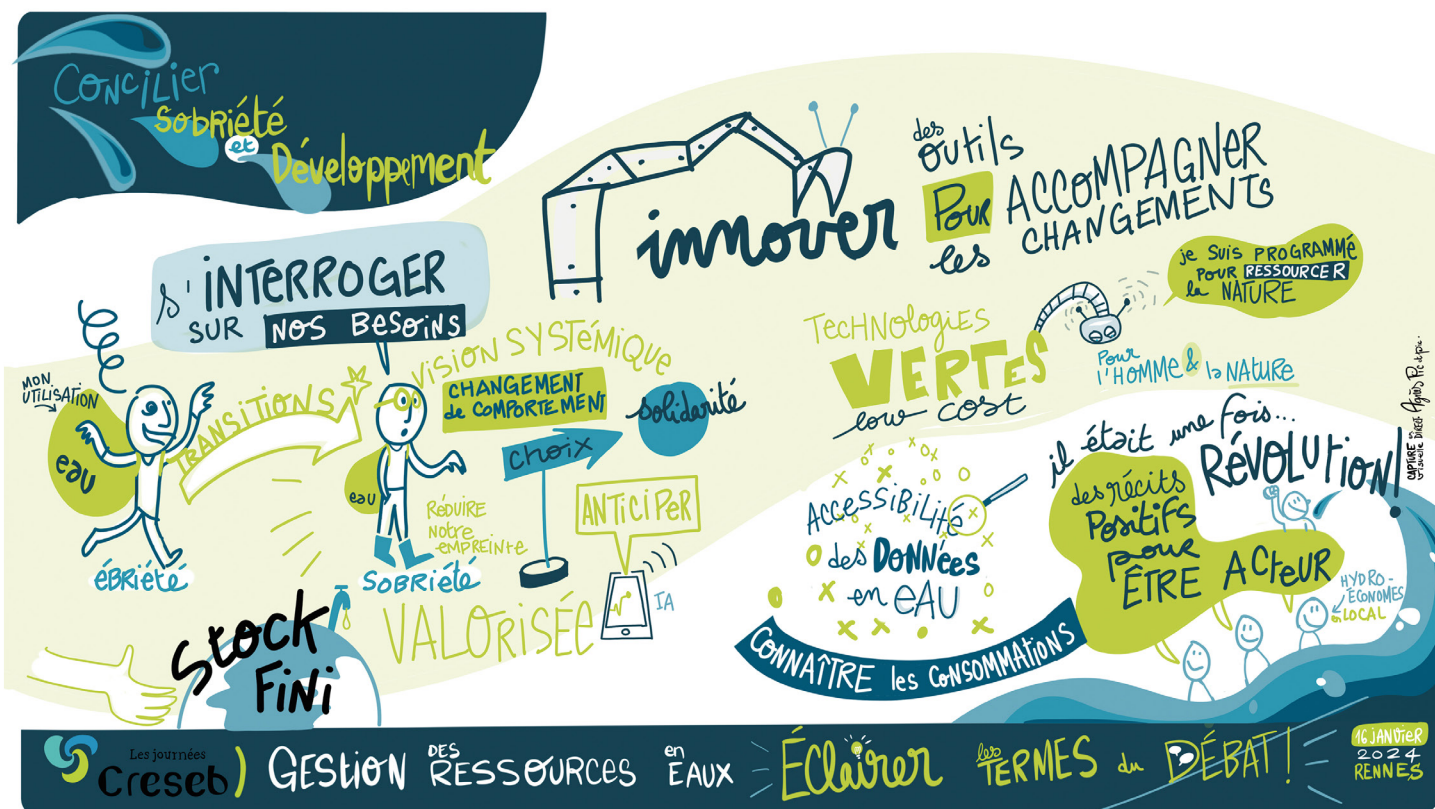 CONCILIER
Sobriété
et
Développement
s'INTERROGER
SUR NOS BESOINS
MON
UTILISATION
eau
ébriété
TRANSITIONS
eau
SOBRIÉTÉ
VISION SYSTÉMIQUE
CHANGEMENT
de COMPORTEMENT
choix
solidarité
RÉDUIRE
Notre
EMPREINTE
ANTICIPER
IA
VALORISÉE
Stock
FINI
innover
des
outils
Pour ACCOMPAGNER
les CHANGEMENTS
je SUIS PROGRAMMÉ
POUR RESSOURCER
la NATURE
TECHNOLOGIES
VERTES
low cost
Pour
l'HOMME & la NATURE
ACCESSIBILITÉ
des DONNÉES
en EAU
CONNAÎTRE les CONSOMMATIONS
il était une fois...
RÉVOLUTION!
des récits
Positifs
pour
ÊTRE ACTEUR
HYDRO-
ÉCONOMES
en LOCAL
CAPTURE
visuelle DIRECT Agnès
Les journées
Creseb) GESTION DES RESSOURCES en EAUX Éclairer les TERMES du DÉBAT!
16 JANVIER
2024
RENNES